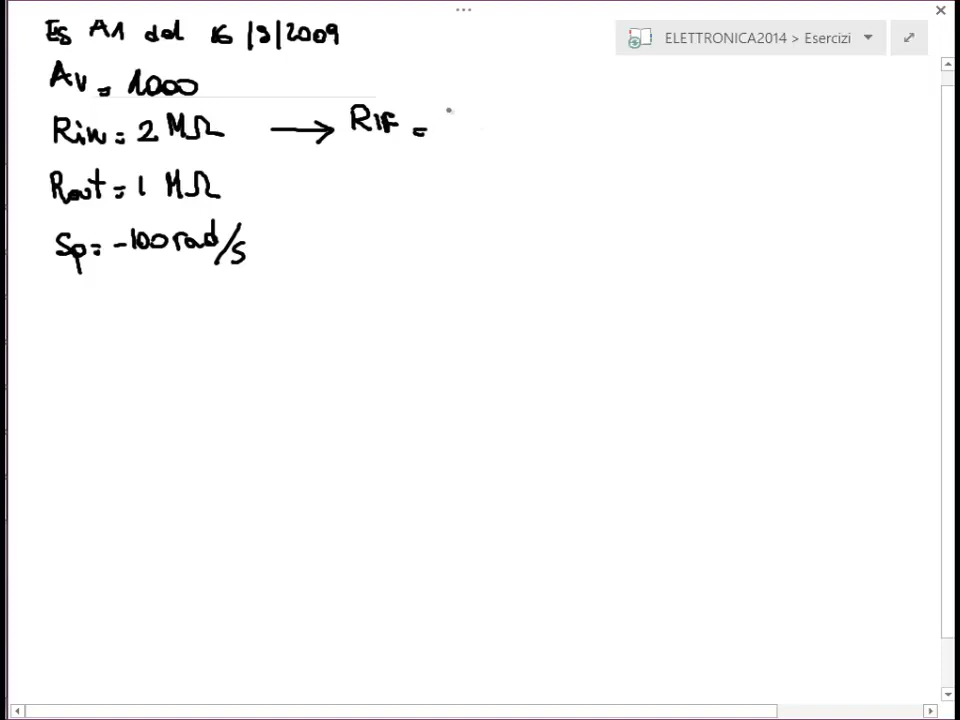 Es A1 del 16/9/2009
ELETTRONICA2014 > Esercizi
Av = 1000
Rin = 2 MΩ → RIF =
Rout = 1 MΩ
Sp = -100 rad/s